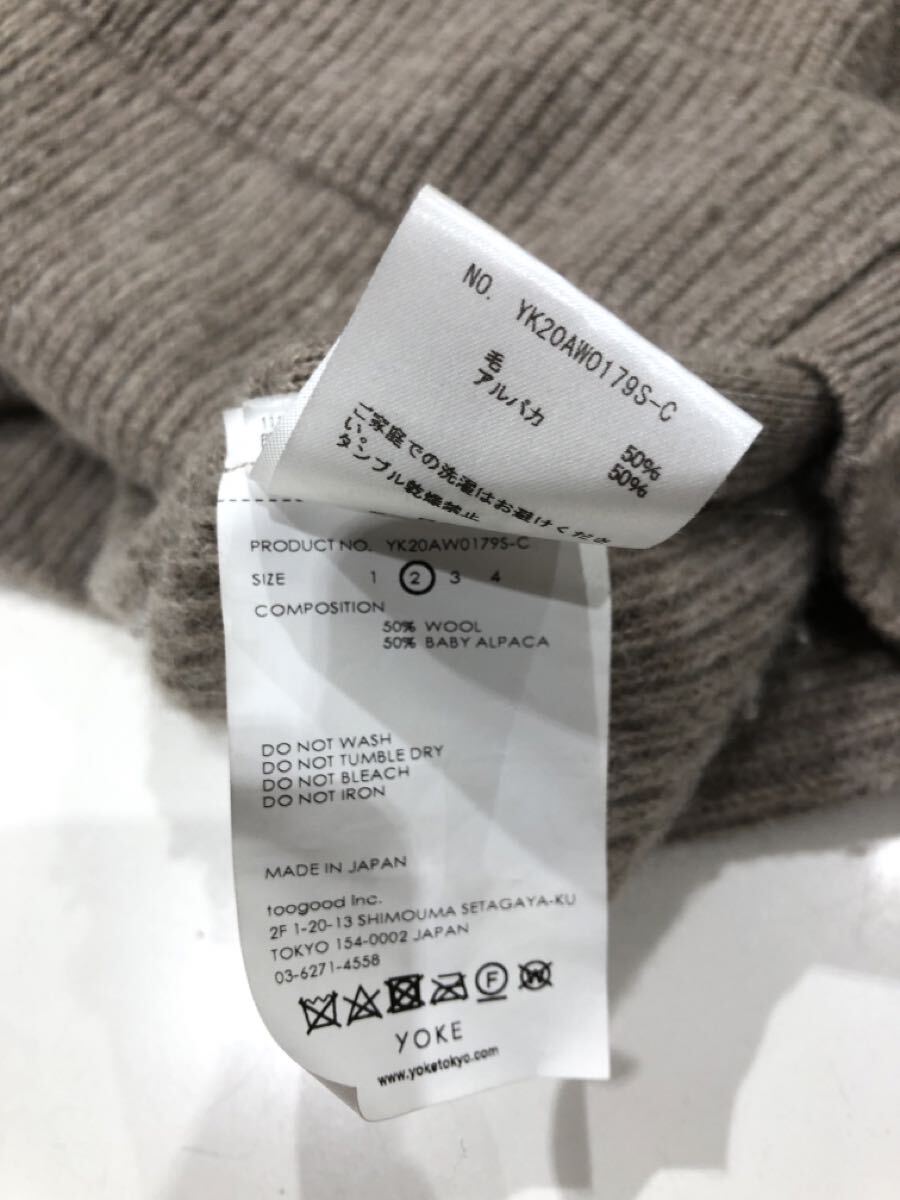 NO. YK20AW0179S-C
毛 50%
アルパカ 50%
ご家庭での洗濯はお避けくださ
い。
タンブル乾燥禁止
PRODUCT NO. YK20AW0179S-C
SIZE 1 2 3 4
COMPOSITION
50% WOOL
50% BABY ALPACA
DO NOT WASH
DO NOT TUMBLE DRY
DO NOT BLEACH
DO NOT IRON
MADE IN JAPAN
toogood Inc.
2F 1-20-13 SHIMOUMA SETAGAYA-KU
TOKYO 154-0002 JAPAN
03-6271-4558
F W
YOKE
www.yoketokyo.com